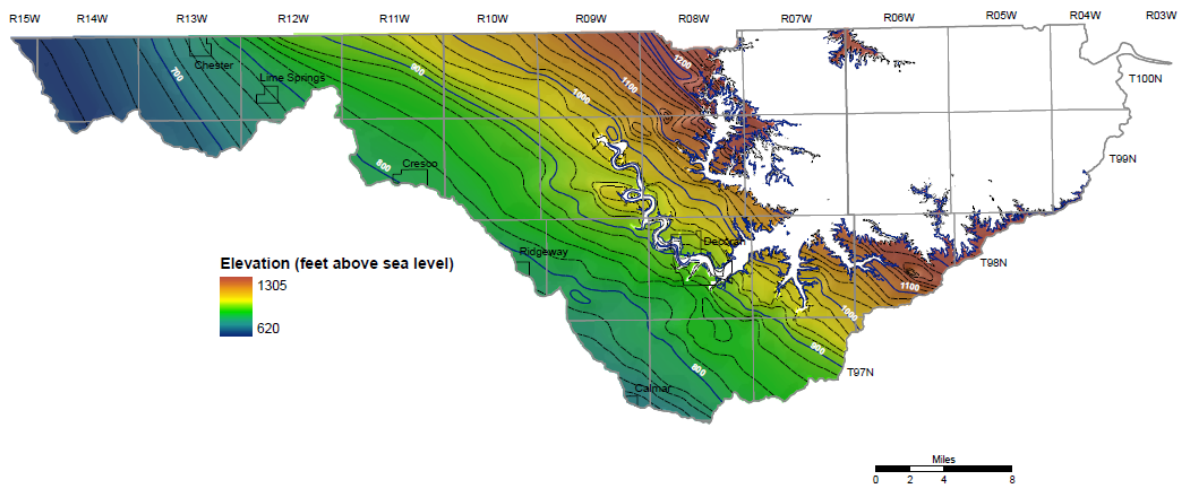 R15W R14W R13W R12W R11W R10W R09W R08W R07W R06W R05W R04W R03W
T100N
T99N
T98N
T97N
Chester
Lime Springs
Cresco
Ridgeway
Decorah
Calmar
700
800
900
1000
1100
1200
800
900
1000
1100
Elevation (feet above sea level)
1305
620
Miles
0 2 4 8